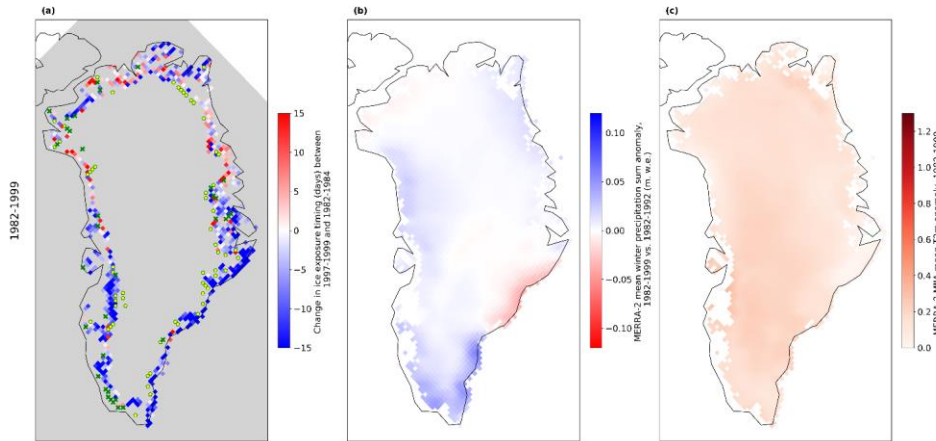 (a)
(b)
(c)
1982-1999
15
10
5
0
−5
−10
−15
Change in ice exposure timing (days) between
1997-1999 and 1982-1984
0.10
0.05
0.00
−0.05
−0.10
MERRA-2 mean winter precipitation sum anomaly,
1982-1999 vs. 1982-1992 (m. w.e.)
1.2
1.0
0.8
0.6
0.4
0.2
0.0
MERRA-2
mean